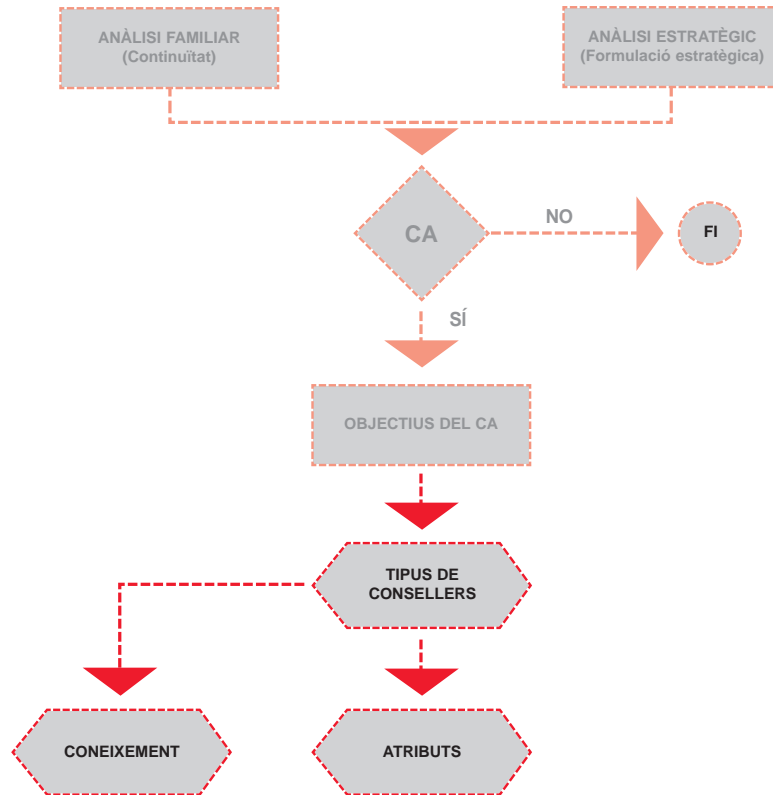 ANÀLISI FAMILIAR
(Continuïtat)
ANÀLISI ESTRATÈGIC
(Formulació estratègica)
CA
NO
FI
SÍ
OBJECTIUS DEL CA
TIPUS DE
CONSELLERS
CONEIXEMENT
ATRIBUTS